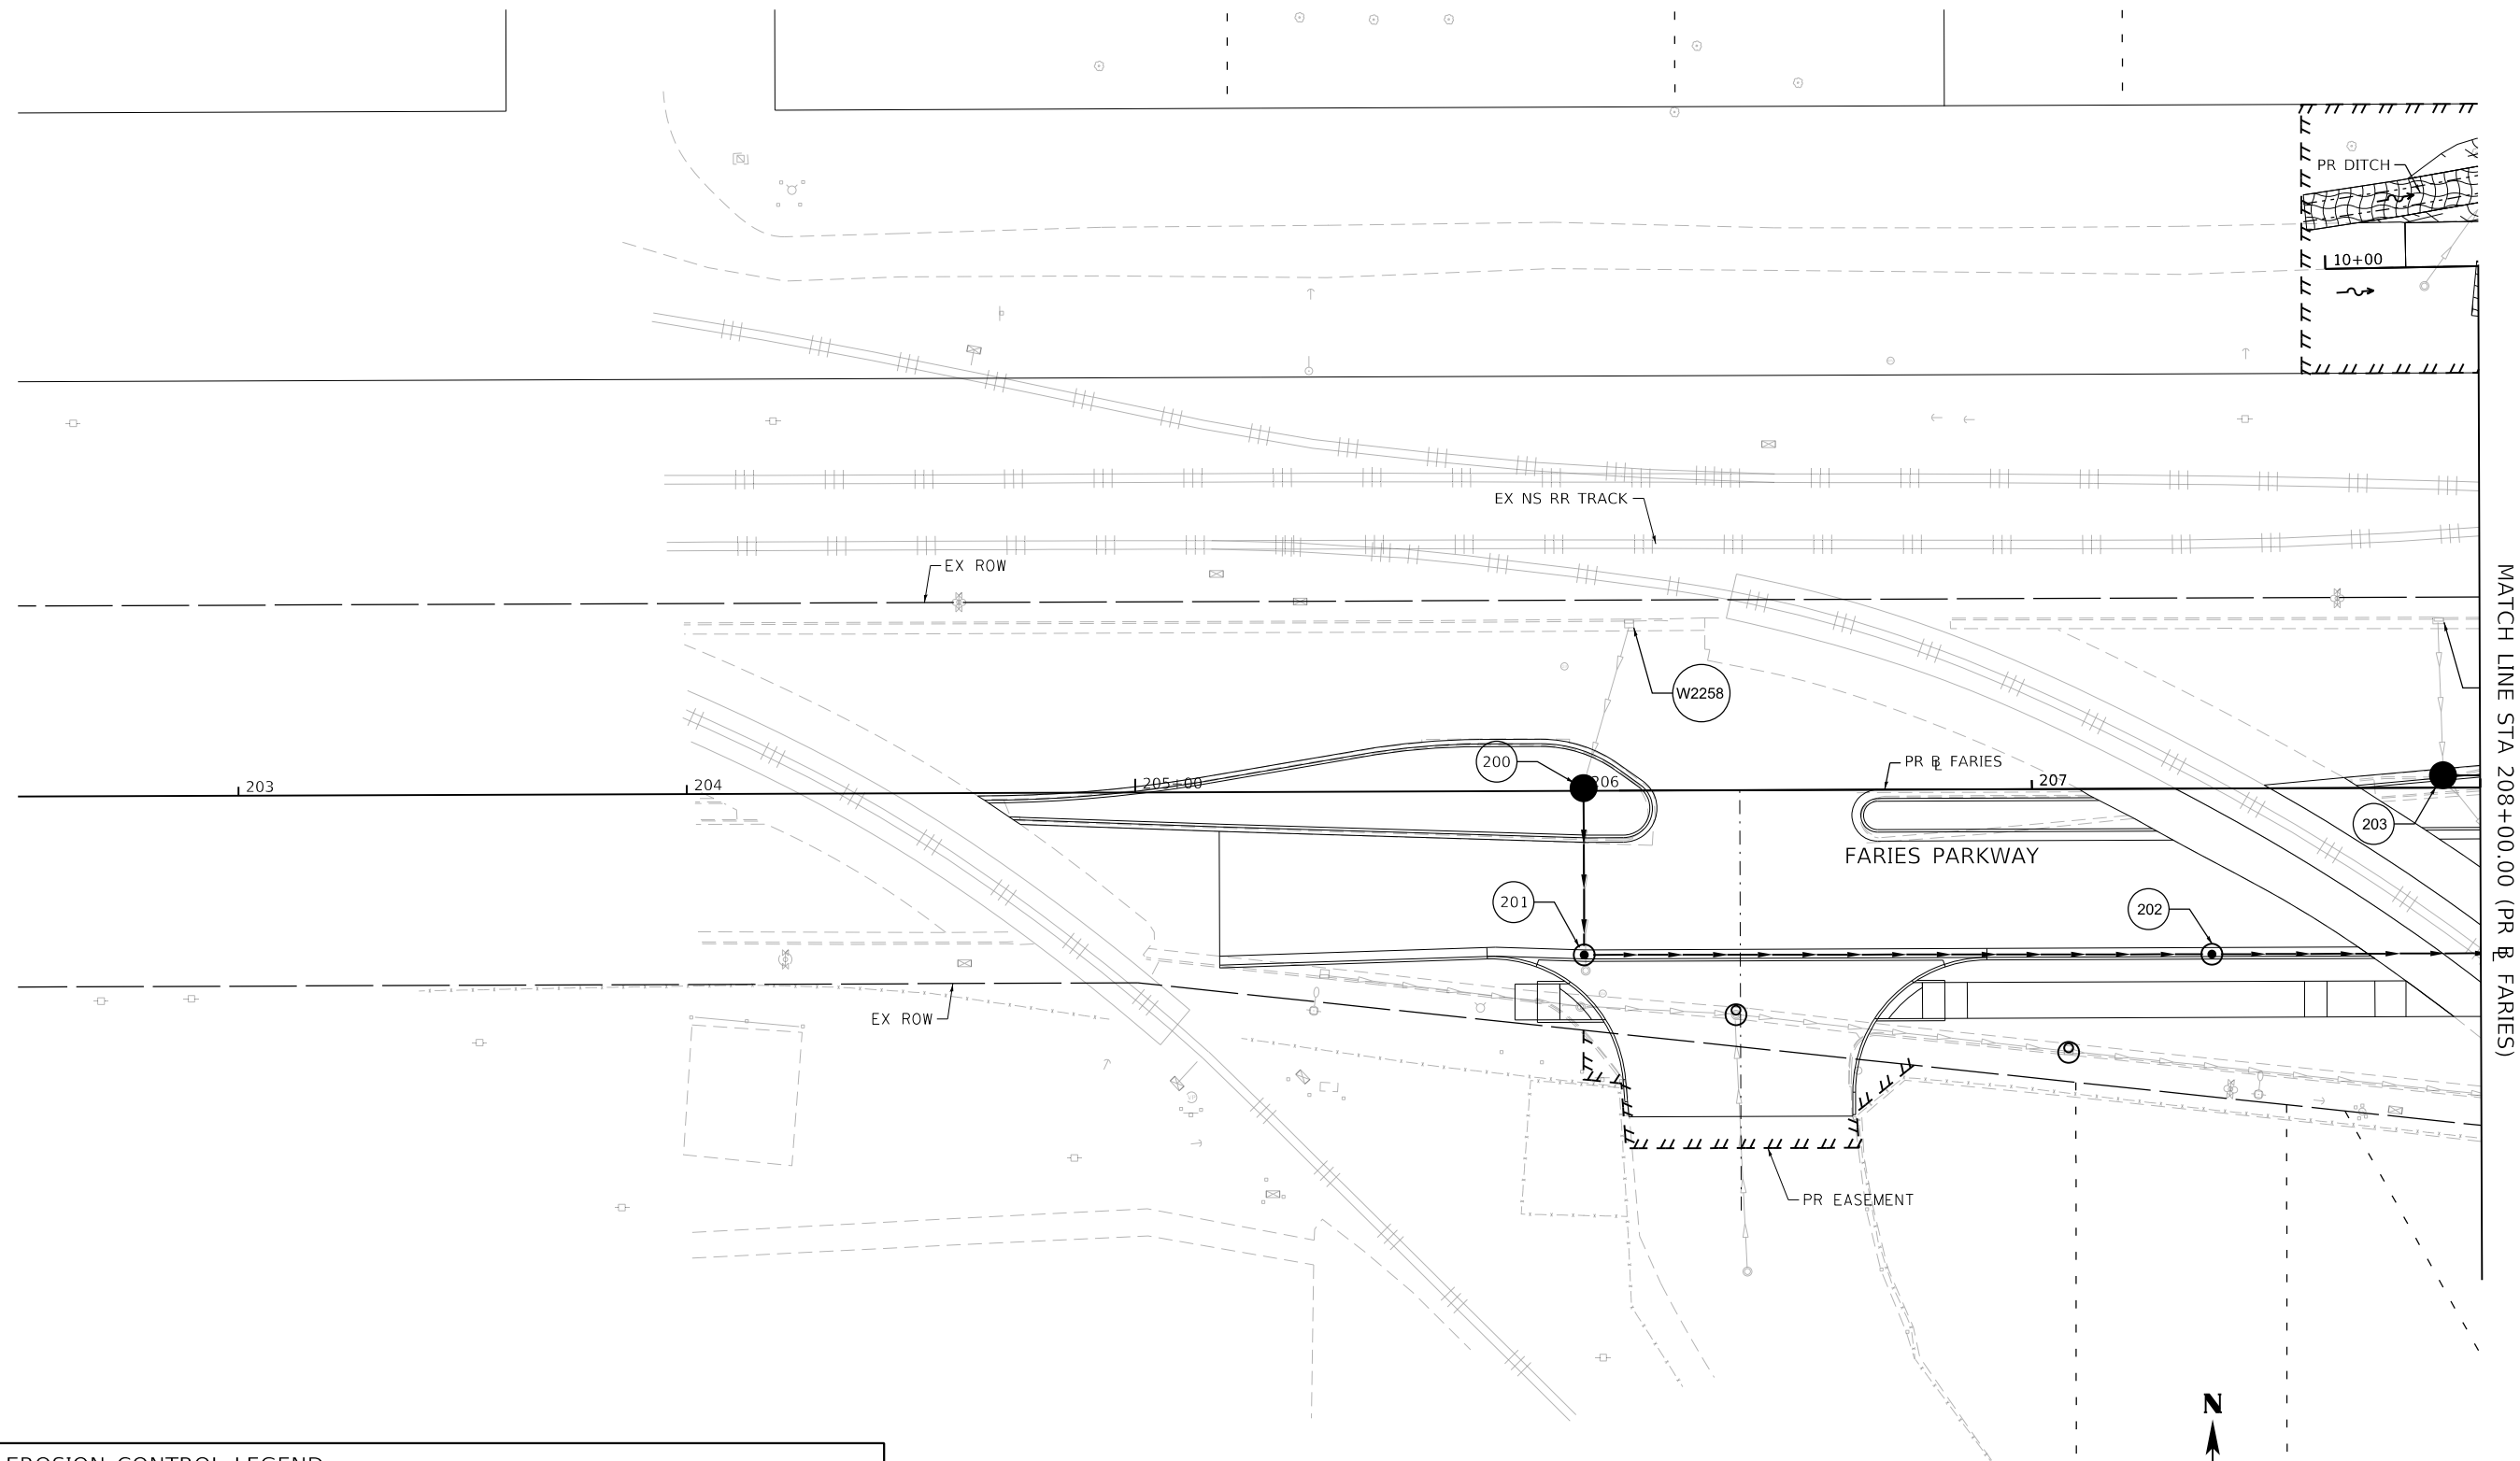 PR DITCH
10+00
EX NS RR TRACK
EX ROW
W2258
MATCH LINE STA 208+00.00 (PR BL FARIES)
200
PR BL FARIES
203
204
205+00
206
207
203
FARIES PARKWAY
201
202
EX ROW
PR EASEMENT
N
EROSION CONTROL LEGEND